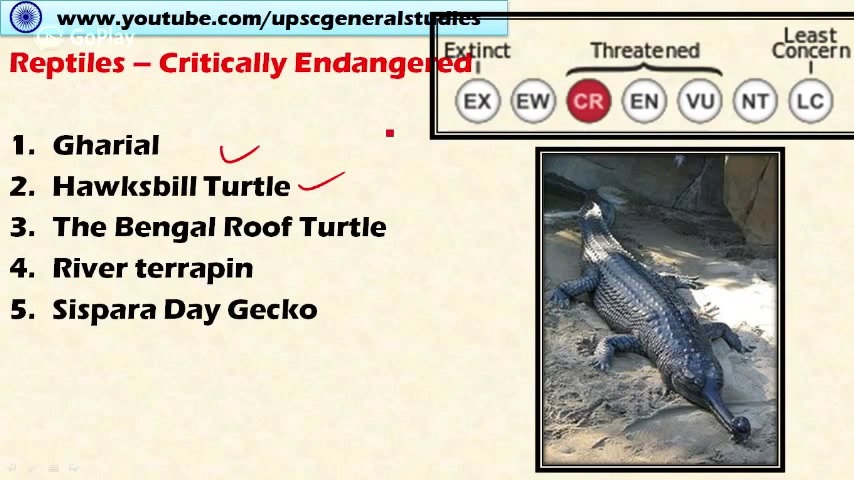 www.youtube.com/upscgeneralstudies
GoPlay
Reptiles – Critically Endangered
Extinct
Threatened
Least
Concern
EX EW CR EN VU NT LC
1. Gharial
2. Hawksbill Turtle
3. The Bengal Roof Turtle
4. River terrapin
5. Sispara Day Gecko